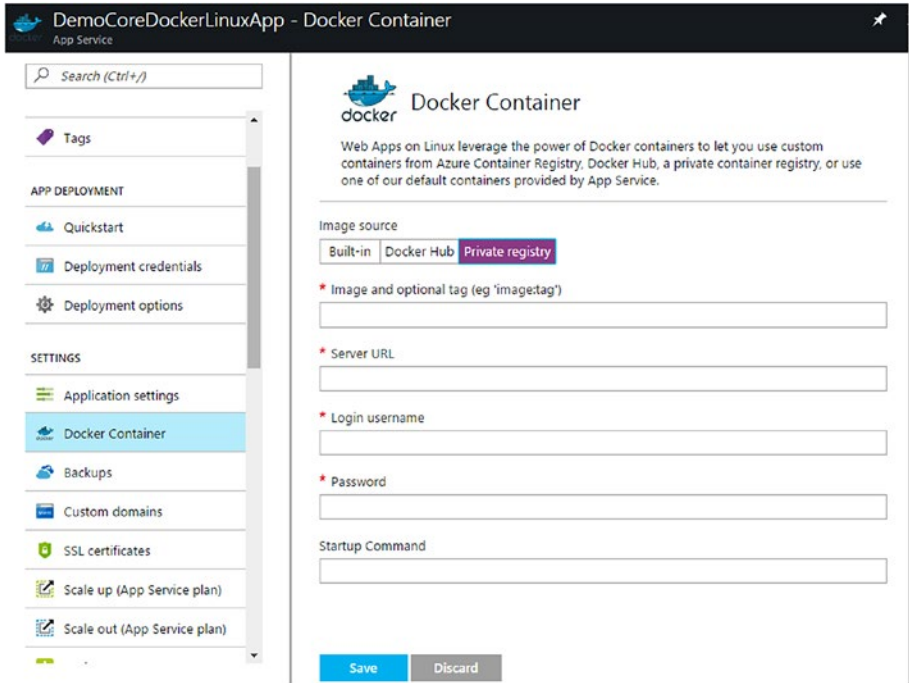 DemoCoreDockerLinuxApp - Docker Container
App Service
Search (Ctrl+/)
Tags
APP DEPLOYMENT
Quickstart
Deployment credentials
Deployment options
SETTINGS
Application settings
Docker Container
Backups
Custom domains
SSL certificates
Scale up (App Service plan)
Scale out (App Service plan)
docker
Docker Container
Web Apps on Linux leverage the power of Docker containers to let you use custom
containers from Azure Container Registry, Docker Hub, a private container registry, or use
one of our default containers provided by App Service.
Image source
Built-in Docker Hub Private registry
* Image and optional tag (eg 'image:tag')
* Server URL
* Login username
* Password
Startup Command
Save Discard